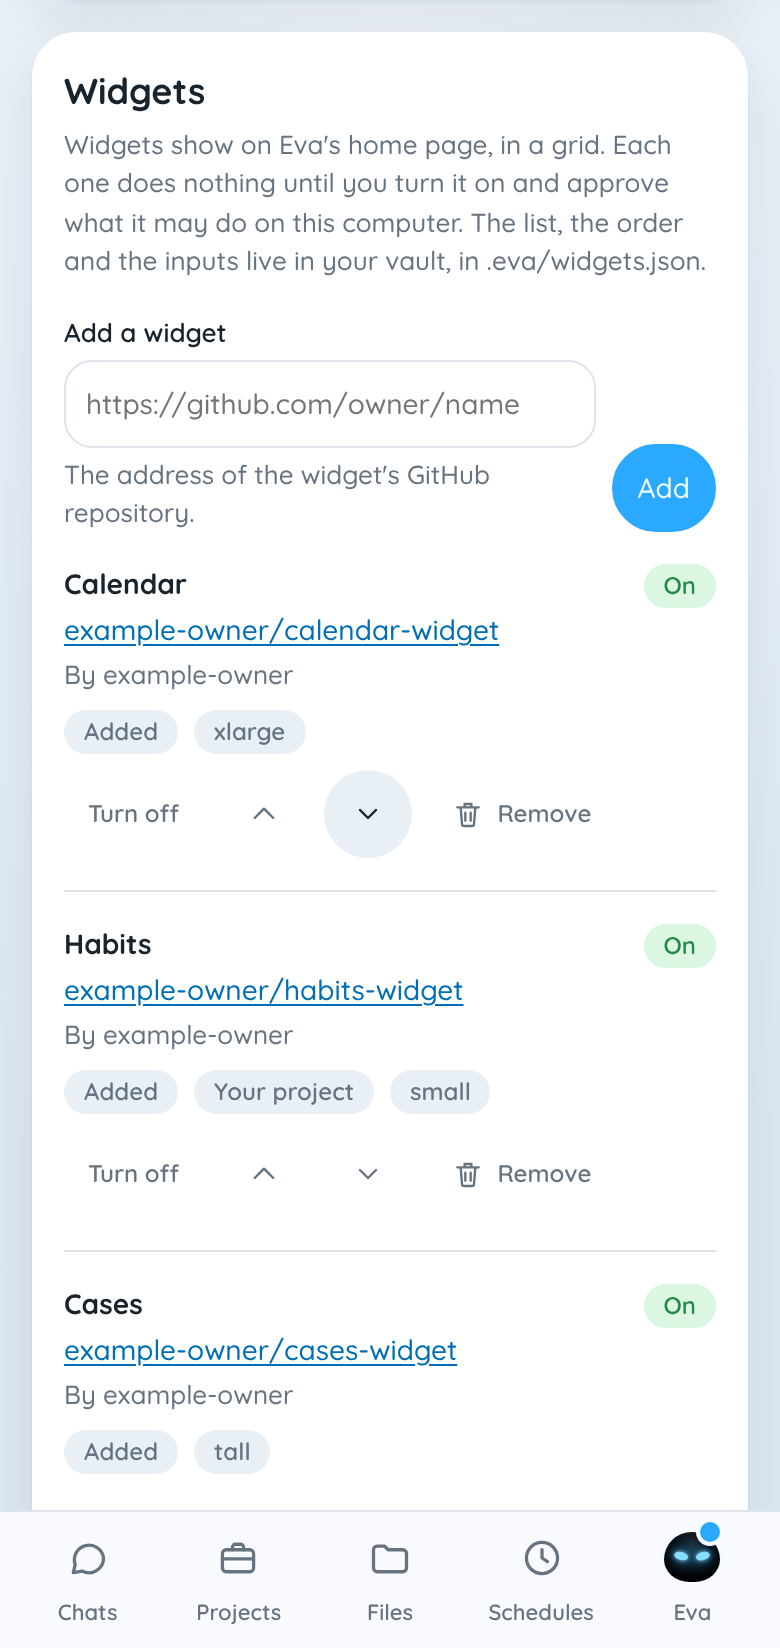 Widgets
Widgets show on Eva's home page, in a grid. Each
one does nothing until you turn it on and approve
what it may do on this computer. The list, the order
and the inputs live in your vault, in .eva/widgets.json.
Add a widget
https://github.com/owner/name
The address of the widget's GitHub
repository.
Add
Calendar
On
example-owner/calendar-widget
By example-owner
Added
xlarge
Turn off
Remove
Habits
On
example-owner/habits-widget
By example-owner
Added
Your project
small
Turn off
Remove
Cases
On
example-owner/cases-widget
By example-owner
Added
tall
Chats
Projects
Files
Schedules
Eva